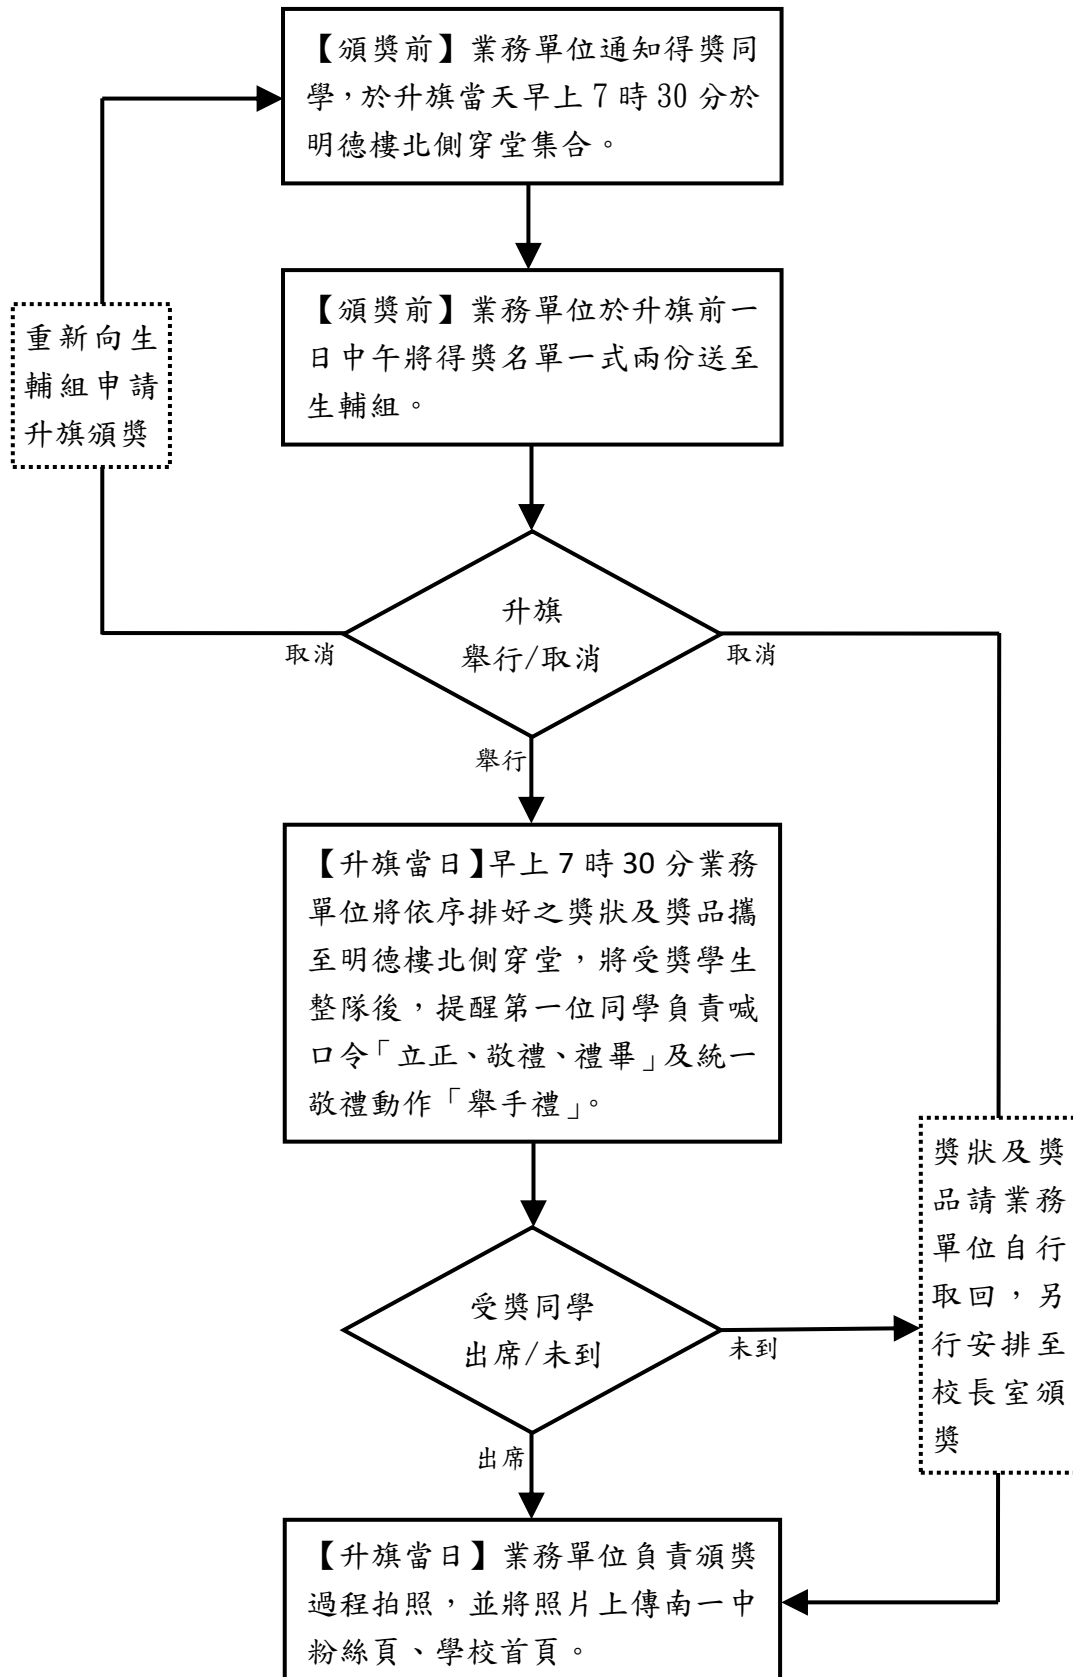 【頒獎前】業務單位通知得獎同
學，於升旗當天早上 7 時 30 分於
明德樓北側穿堂集合。
【頒獎前】業務單位於升旗前一
日中午將得獎名單一式兩份送至
生輔組。
重新向生
輔組申請
升旗頒獎
升旗
舉行/取消
取消
取消
舉行
【升旗當日】早上 7 時 30 分業務
單位將依序排好之獎狀及獎品攜
至明德樓北側穿堂，將受獎學生
整隊後，提醒第一位同學負責喊
口令「立正、敬禮、禮畢」及統一
敬禮動作「舉手禮」。
獎狀及獎
品請業務
單位自行
取回，另
行安排至
校長室頒
獎
受獎同學
出席/未到
未到
出席
【升旗當日】業務單位負責頒獎
過程拍照，並將照片上傳南一中
粉絲頁、學校首頁。